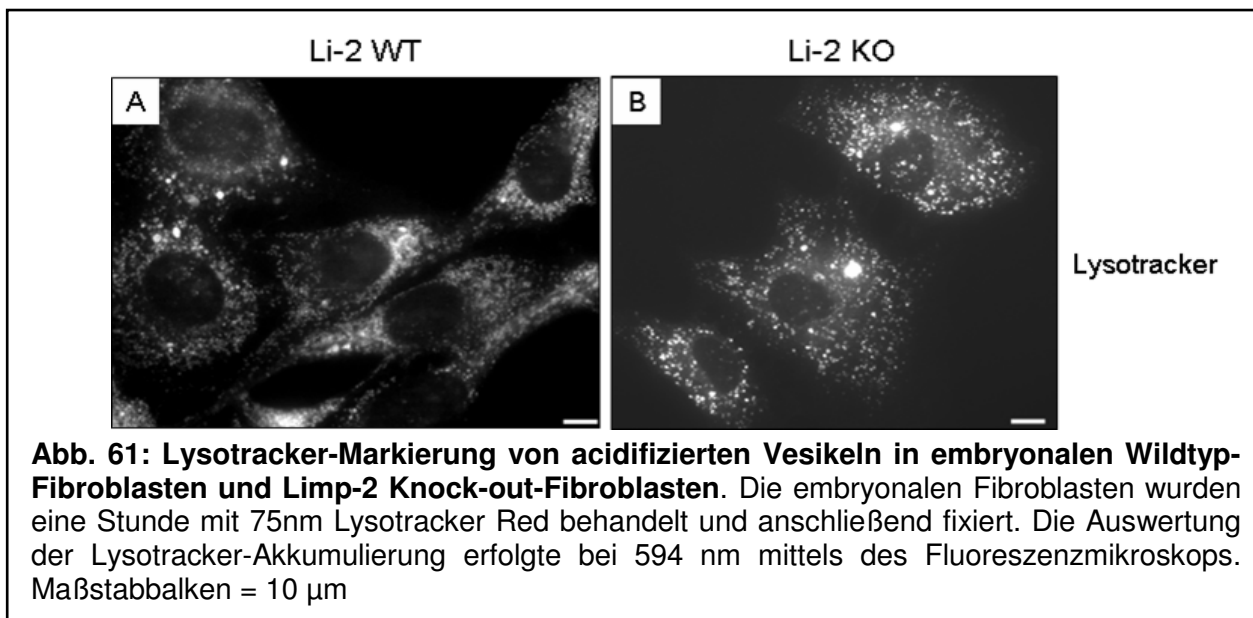 Li-2 WT
Li-2 KO
A
B
Lysotracker
Abb. 61: Lysotracker-Markierung von acidifizierten Vesikeln in embryonalen Wildtyp-
Fibroblasten und Limp-2 Knock-out-Fibroblasten. Die embryonalen Fibroblasten wurden
eine Stunde mit 75nm Lysotracker Red behandelt und anschließend fixiert. Die Auswertung
der Lysotracker-Akkumulierung erfolgte bei 594 nm mittels des Fluoreszenzmikroskops.
Maßstabbalken = 10 µm